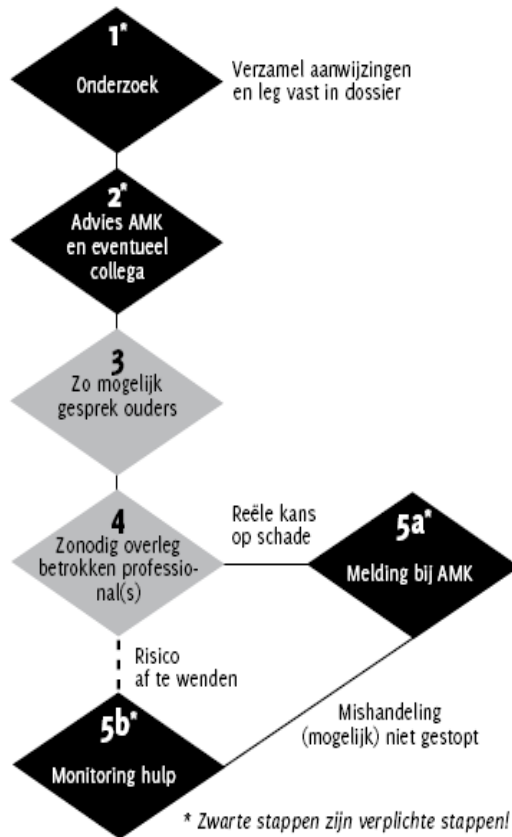 1*
Onderzoek
Verzamel aanwijzingen
en leg vast in dossier
2*
Advies AMK
en eventueel
collega
3
Zo mogelijk
gesprek ouders
4
Zonodig overleg
betrokken professio-
nal(s)
Reële kans
op schade
5a*
Melding bij AMK
Risico
af te wenden
5b*
Monitoring hulp
Mishandeling
(mogelijk) niet gestopt
* Zwarte stappen zijn verplichte stappen!